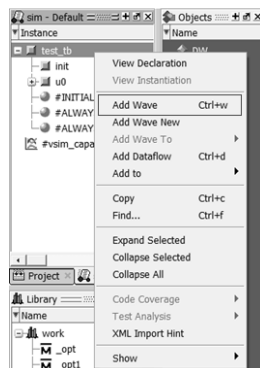 sim - Default
Instance
test_tb
init
u0
#INITIAL
#ALWAY
#ALWAY
#vsim_capa
Project
Library
Name
work
_opt
_opt1
Objects
Name
DW
View Declaration
View Instantiation
Add Wave Ctrl+w
Add Wave New
Add Wave To
Add Dataflow Ctrl+d
Add to
Copy Ctrl+c
Find... Ctrl+f
Expand Selected
Collapse Selected
Collapse All
Code Coverage
Test Analysis
XML Import Hint
Show